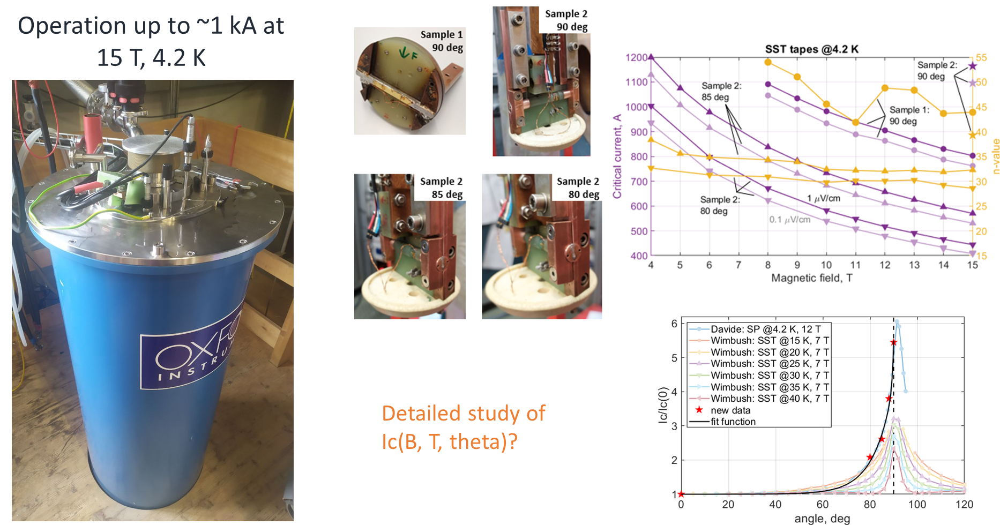 Operation up to ~1 kA at
15 T, 4.2 K
OXFO
INSTRUM
Sample 1
90 deg
F
Sample 2
90 deg
Sample 2
85 deg
Sample 2
80 deg
Detailed study of
Ic(B, T, theta)?
SST tapes @4.2 K
Critical current, A
1200
1100
1000
900
800
700
600
500
400
Sample 2:
85 deg
Sample 2:
90 deg
Sample 1:
90 deg
Sample 2:
80 deg
1 μV/cm
0.1 μV/cm
55
50
45
40
35
30
25
20
15
n-value
4 5 6 7 8 9 10 11 12 13 14 15
Magnetic field, T
Ic/Ic(0)
6
5
4
3
2
1
Davide: SP @4.2 K, 12 T
Wimbush: SST @15 K, 7 T
Wimbush: SST @20 K, 7 T
Wimbush: SST @25 K, 7 T
Wimbush: SST @30 K, 7 T
Wimbush: SST @35 K, 7 T
Wimbush: SST @40 K, 7 T
new data
fit function
0 20 40 60 80 100 120
angle, deg